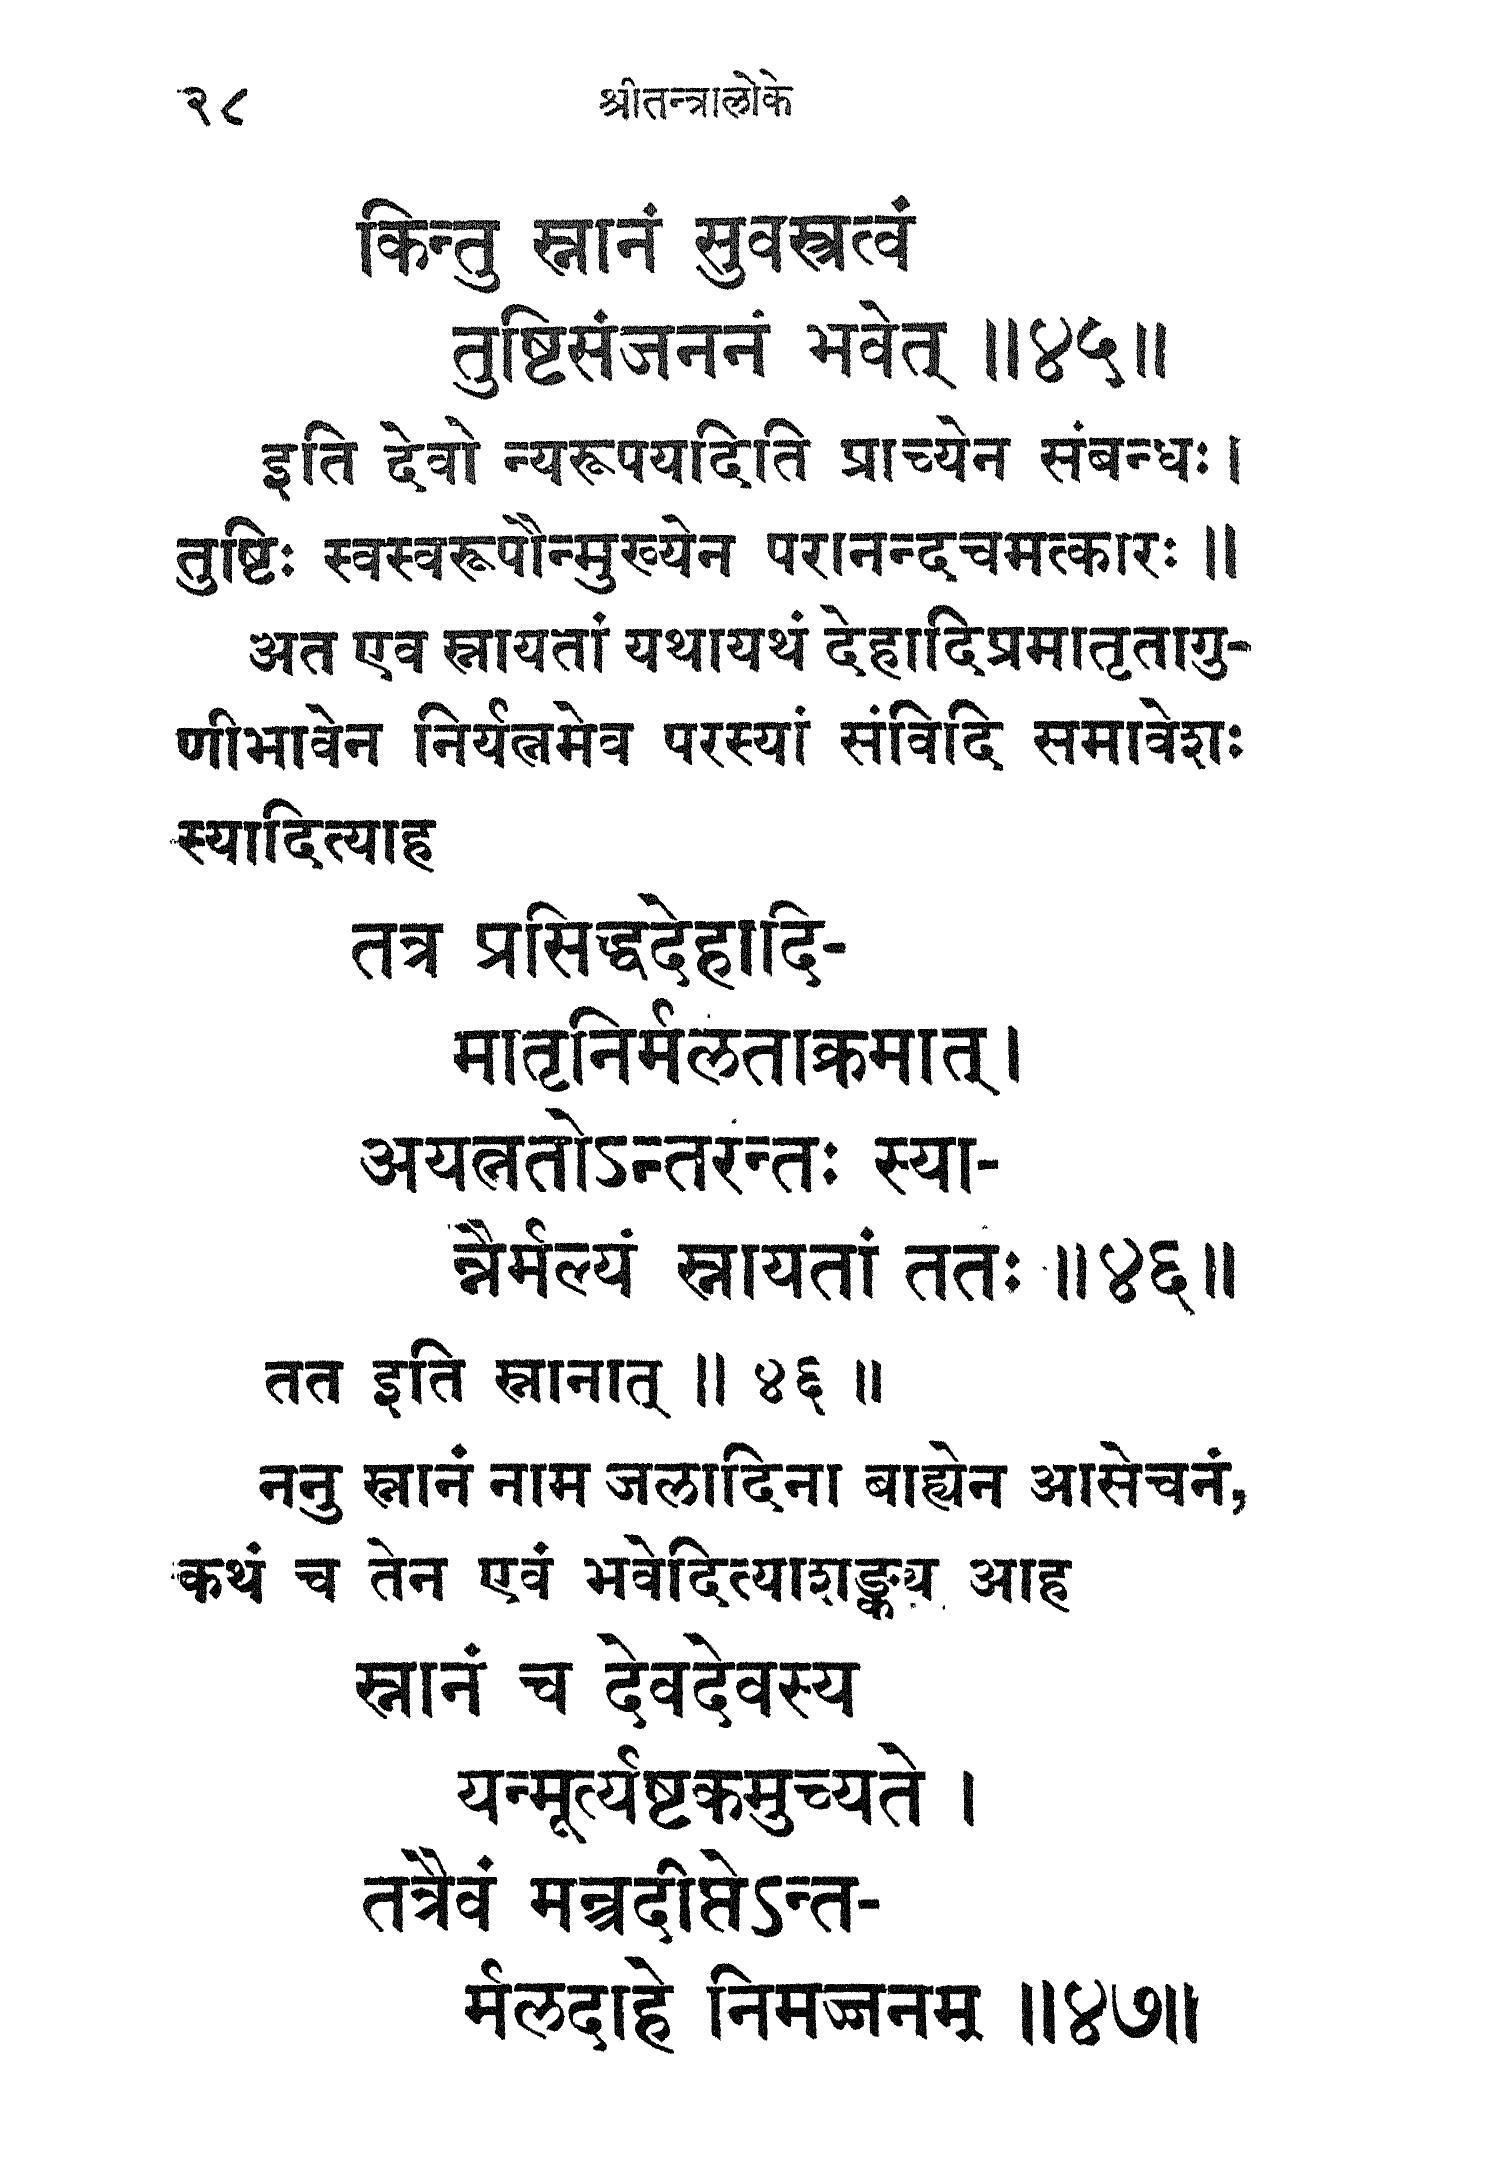 २८
श्रीतन्त्रालोके
किन्तु स्नानं सुवस्त्रत्वं
तुष्टिसंजननं भवेत् ॥४५॥
इति देवो न्यरूपयदिति प्राच्येन संबन्धः।
तुष्टिः स्वस्वरूपौन्मुख्येन परानन्दचमत्कारः ॥
अत एव स्नायतां यथायथं देहादिप्रमातृतागु-
णीभावेन निर्यत्नमेव परस्यां संविदि समावेशः
स्यादित्याह
तत्र प्रसिद्धदेहादि-
मातृनिर्मलताक्रमात्।
अयत्नतोऽन्तरन्तः स्या-
न्नैर्मल्यं स्नायतां ततः ॥४६॥
तत इति स्नानात् ॥ ४६ ॥
ननु स्नानं नाम जलादिना बाह्येन आसेचनं,
कथं च तेन एवं भवेदित्याशङ्क्य आह
स्नानं च देवदेवस्य
यन्मूर्त्यष्टकमुच्यते ।
तत्रैवं मन्त्रदीप्तेऽन्त-
र्मलदाहे निमज्जनम् ॥४७॥